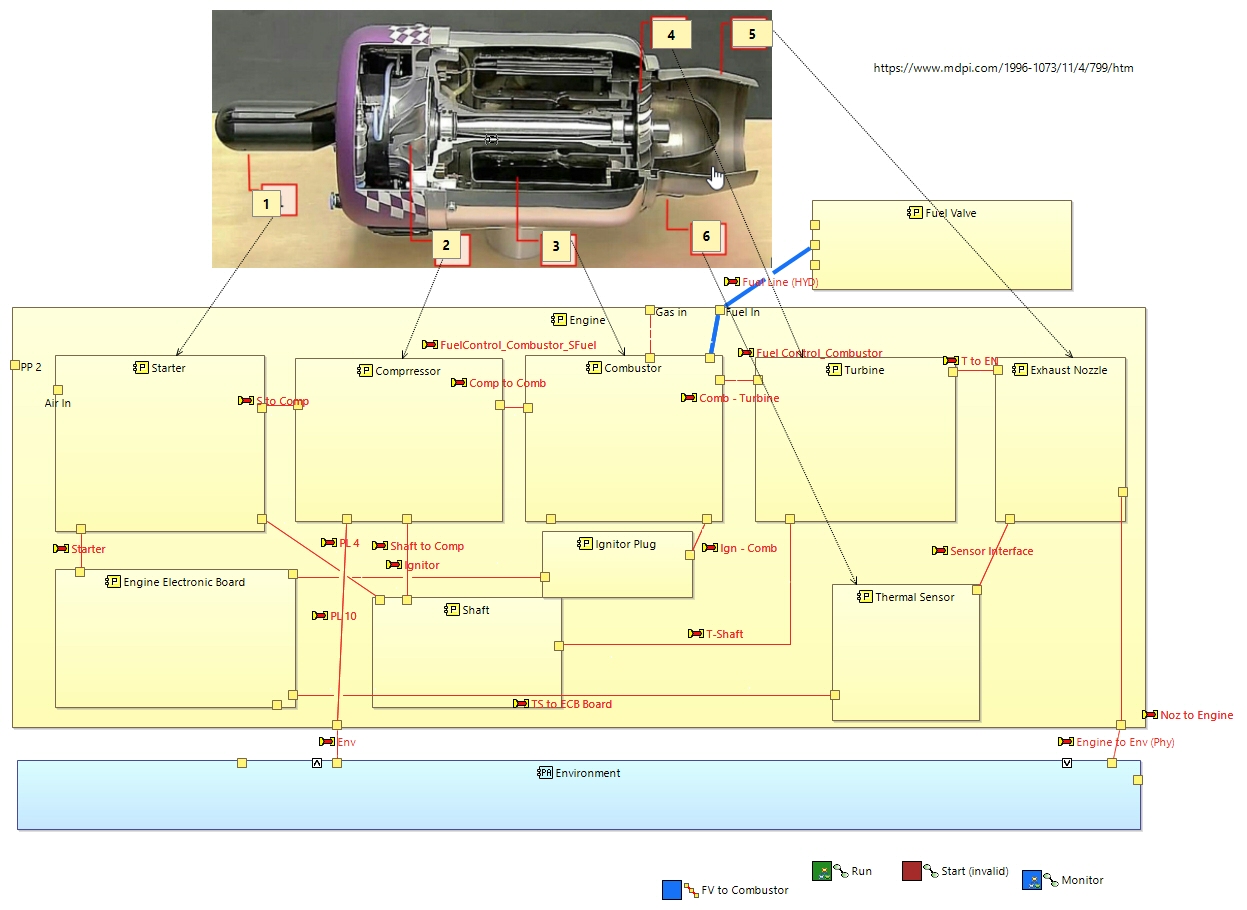 4
5
https://www.mdpi.com/1996-1073/11/4/799/htm
1
2
3
6
Fuel Valve
Fuel Line (HYD)
Gas in
Fuel In
Engine
FuelControl_Combustor_SFuel
Fuel Control_Combustor
T to EN
PP 2
Starter
Comprressor
Combustor
Turbine
Exhaust Nozzle
Comp to Comb
Air In
S to Comp
Comb - Turbine
PL 4
Shaft to Comp
Ignitor Plug
Ign - Comb
Starter
Ignitor
Sensor Interface
Engine Electronic Board
Thermal Sensor
PL 10
Shaft
T-Shaft
TS to ECB Board
Noz to Engine
Env
Engine to Env (Phy)
PA
Environment
Run
Start (invalid)
Monitor
FV to Combustor